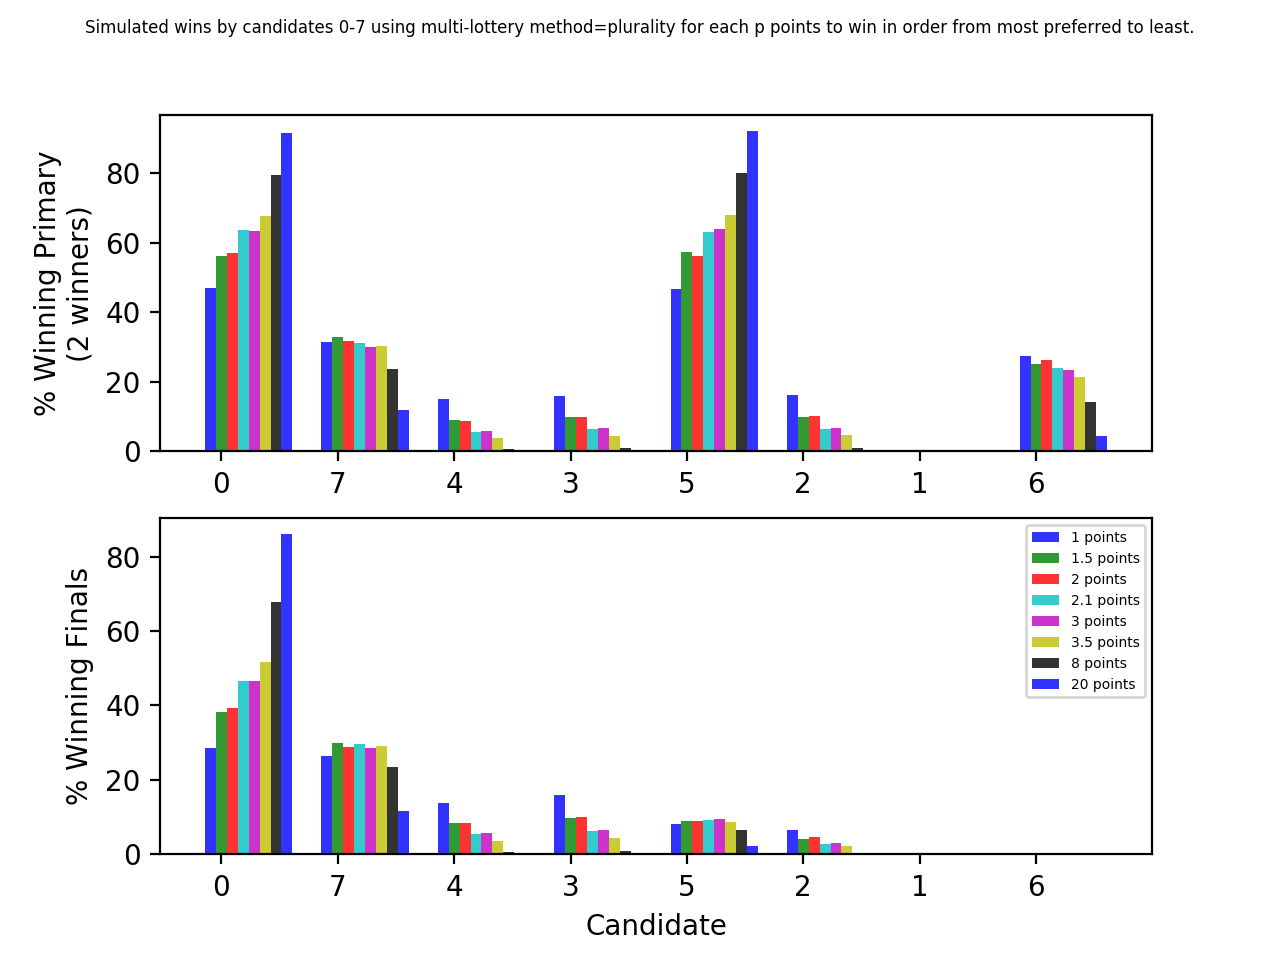 Simulated wins by candidates 0-7 using multi-lottery method=plurality for each p points to win in order from most preferred to least.
% Winning Primary
(2 winners)
80
60
40
20
0
0 7 4 3 5 2 1 6
% Winning Finals
80
60
40
20
0
1 points
1.5 points
2 points
2.1 points
3 points
3.5 points
8 points
20 points
0 7 4 3 5 2 1 6
Candidate